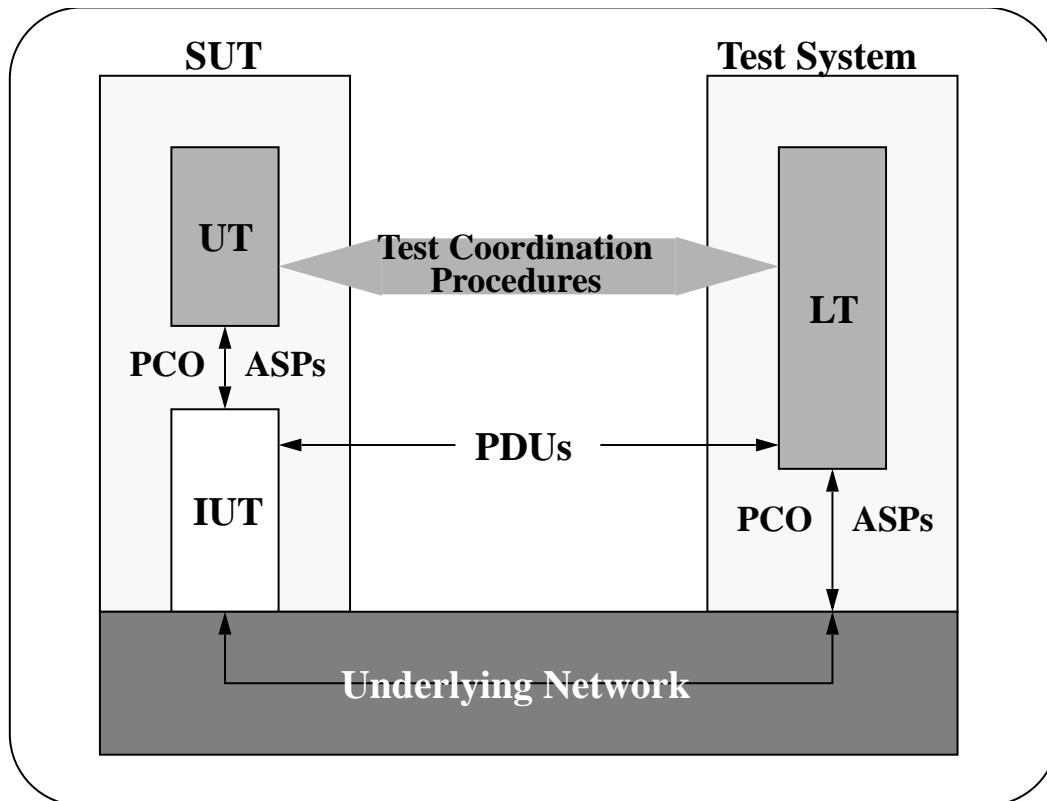 SUT
Test System
UT
Test Coordination
Procedures
LT
PCO
ASPs
PDUs
IUT
PCO
ASPs
Underlying Network